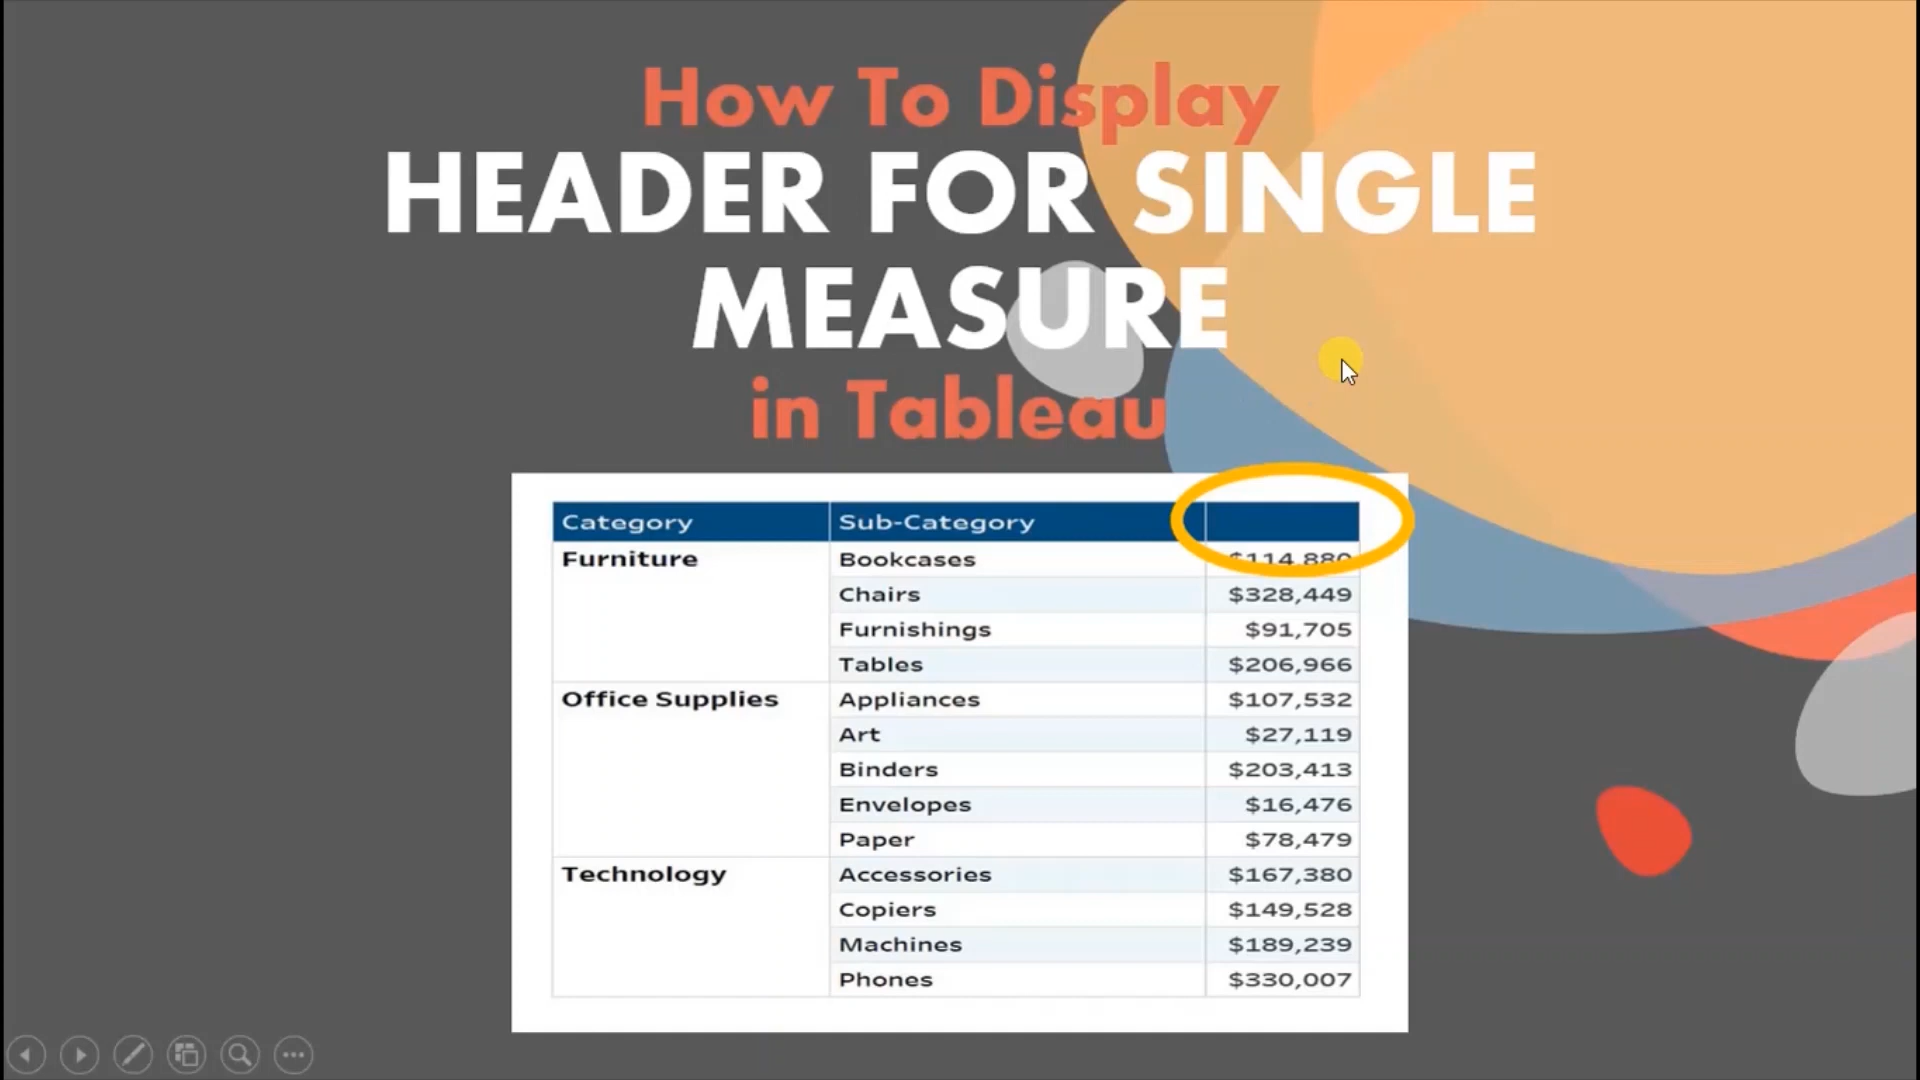 How To Display
HEADER FOR SINGLE
MEASURE
in Tableau
Category Sub-Category
Furniture Bookcases $114,880
Chairs $328,449
Furnishings $91,705
Tables $206,966
Office Supplies Appliances $107,532
Art $27,119
Binders $203,413
Envelopes $16,476
Paper $78,479
Technology Accessories $167,380
Copiers $149,528
Machines $189,239
Phones $330,007